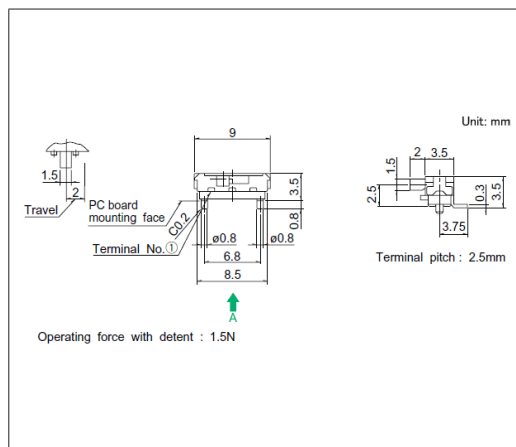 Unit: mm
9
1.5
2
Travel
PC board
mounting face
C0.2
Terminal No.①
3.5
0.8
ø0.8
ø0.8
6.8
8.5
A
2
3.5
1.5
2.5
0.3
3.5
3.75
Terminal pitch : 2.5mm
Operating force with detent : 1.5N